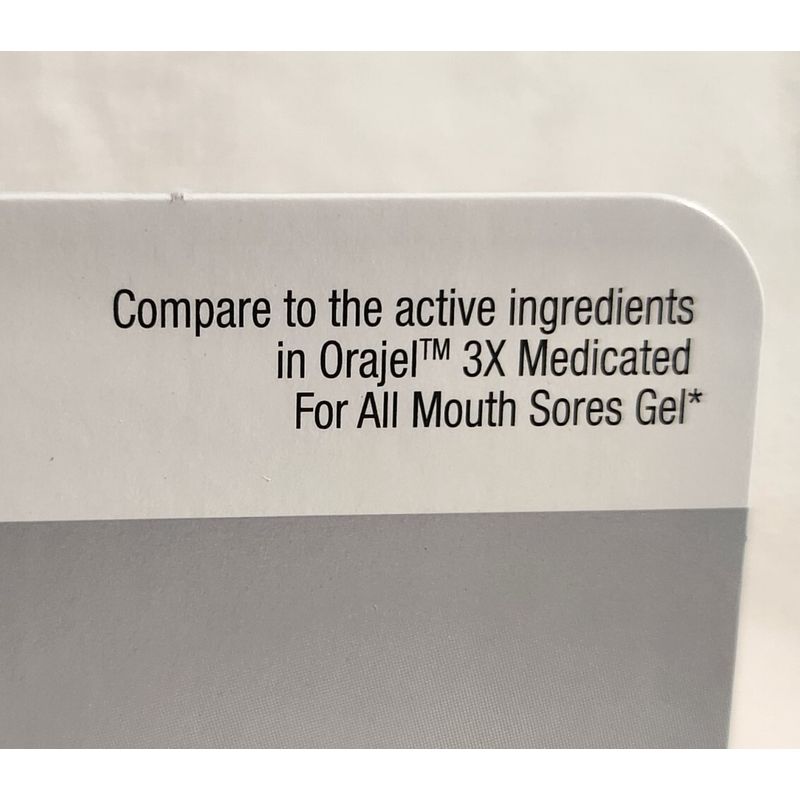 Compare to the active ingredients
in Orajel™ 3X Medicated
For All Mouth Sores Gel*